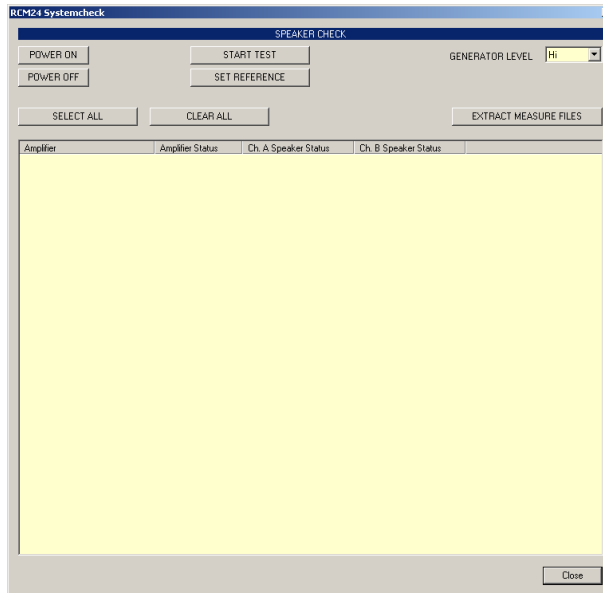 RCM24 Systemcheck
SPEAKER CHECK
POWER ON
START TEST
GENERATOR LEVEL
Hi
POWER OFF
SET REFERENCE
SELECT ALL
CLEAR ALL
EXTRACT MEASURE FILES
Amplifier
Amplifier Status
Ch. A Speaker Status
Ch. B Speaker Status
Close